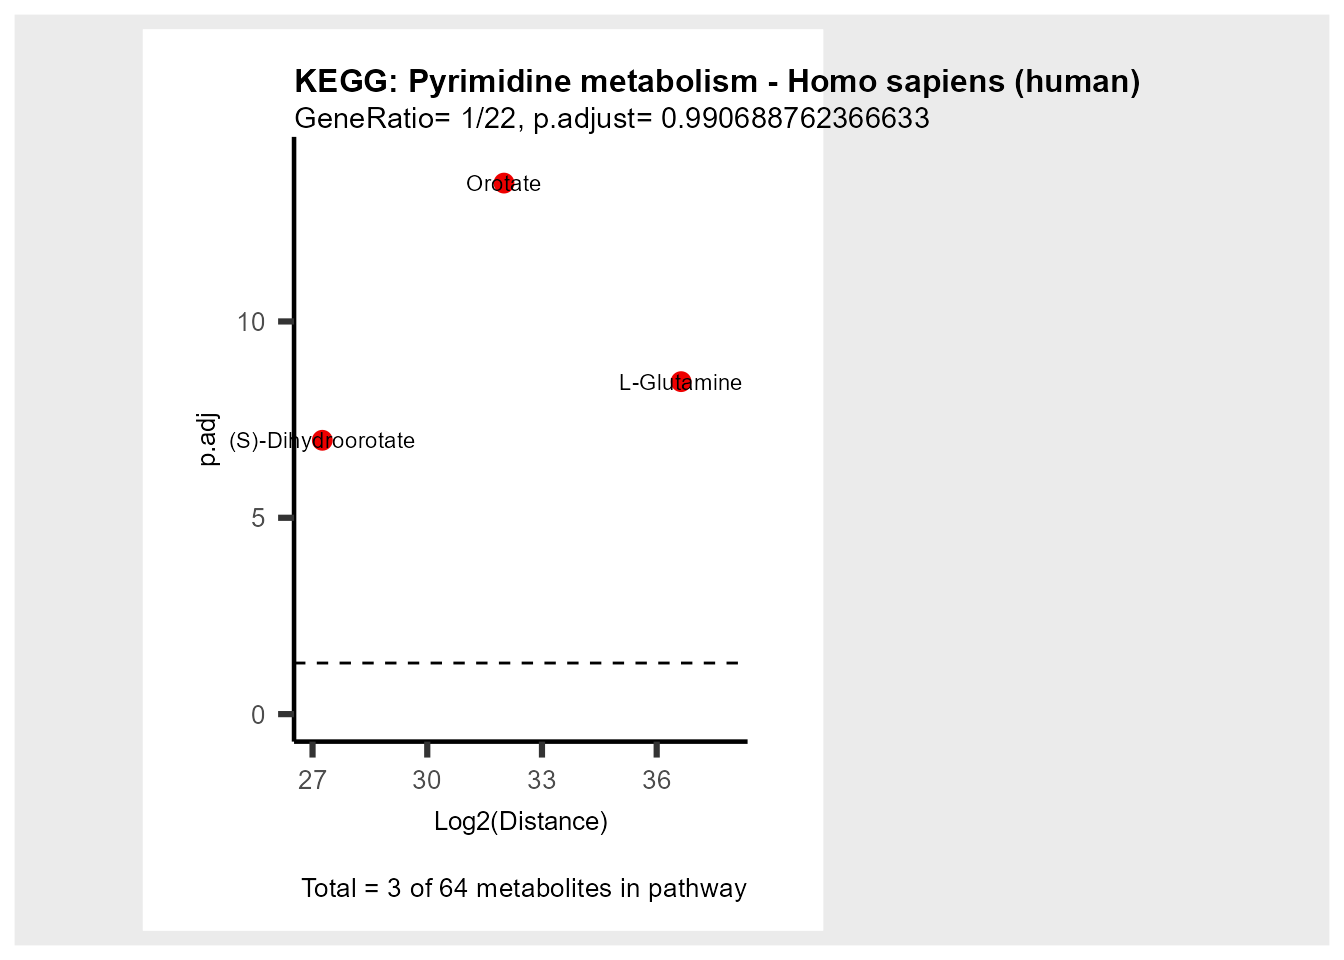 KEGG: Pyrimidine metabolism - Homo sapiens (human)
GeneRatio= 1/22, p.adjust= 0.990688762366633
Orotate
10
L-Glutamine
p.adj
(S)-Dihydroorotate
5
0
27 30 33 36
Log2(Distance)
Total = 3 of 64 metabolites in pathway